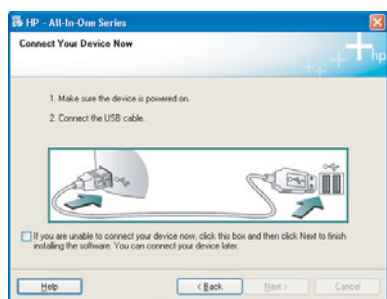 HP - All-In-One Series
Connect Your Device Now
hp
1. Make sure the device is powered on.
2. Connect the USB cable.
If you are unable to connect your device now, click this box and then click Next to finish
installing the software. You can connect your device later.
Help
< Back
Next >
Cancel